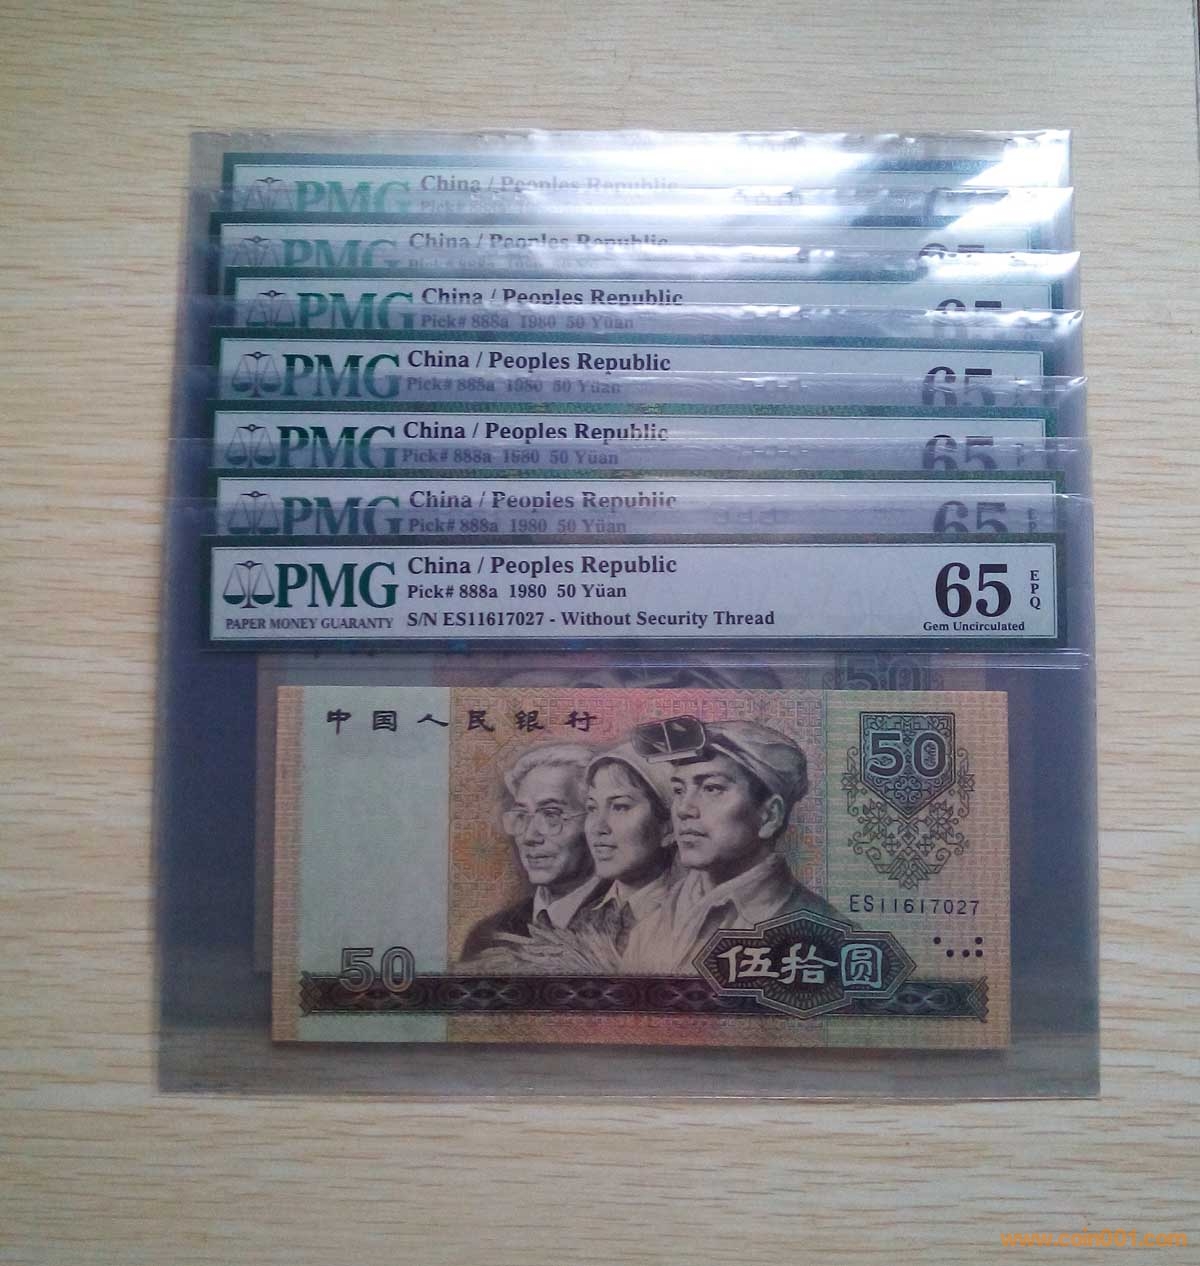 PMG China / Peoples Republic
PMG China / Peoples Republic
PMG China / Peoples Republic 65
Pick# 888a 1980 50 Yüan
PMG China / Peoples Republic 65
Pick# 888a 1980 50 Yüan
PMG China / Peoples Republic 65
Pick# 888a 1980 50 Yüan
PMG China / Peoples Republic 65
Pick# 888a 1980 50 Yüan
PMG China / Peoples Republic 65 EPQ
Pick# 888a 1980 50 Yüan
PAPER MONEY GUARANTY S/N ES11617027 - Without Security Thread Gem Uncirculated
中国人民银行
50
ES11617027
50 伍拾圆
www.coin001.com